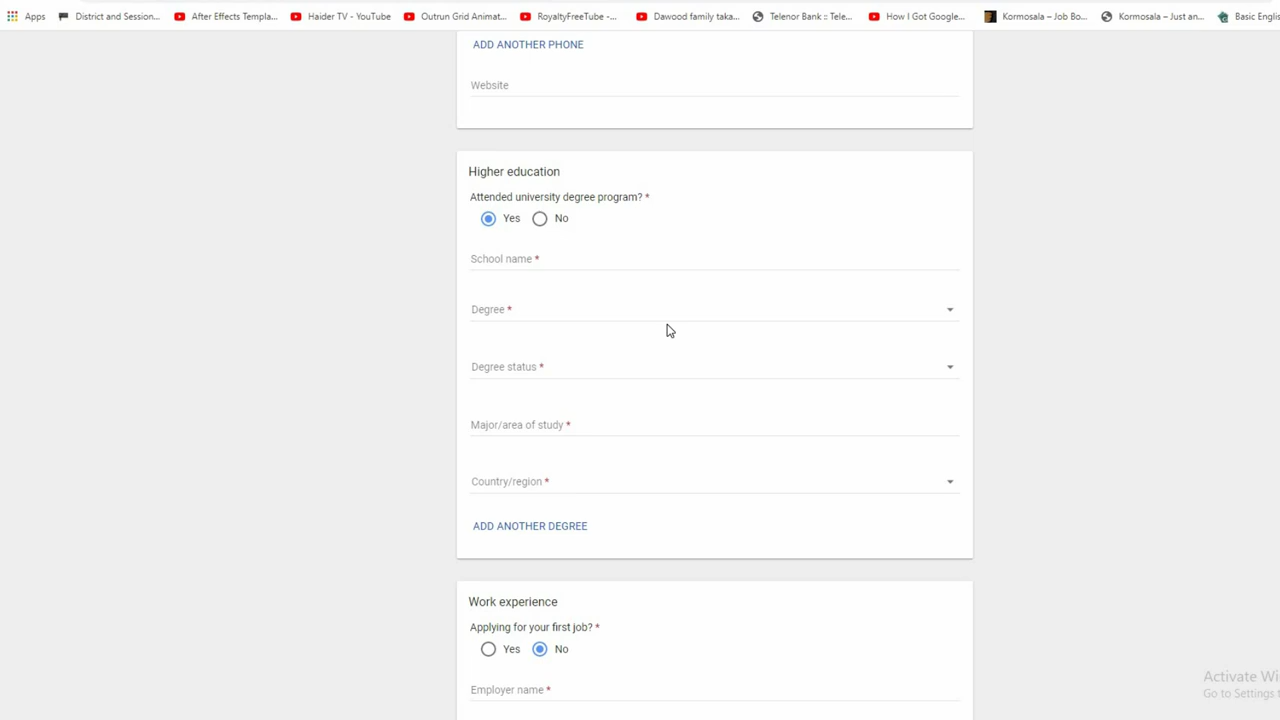 Apps District and Session... After Effects Templa... Haider TV - YouTube Outrun Grid Animat... RoyaltyFreeTube -... Dawood family taka... Telenor Bank :: Tele... How I Got Google... Kormosala – Job Bo... Kormosala – Just an... Basic Englis
ADD ANOTHER PHONE
Website
Higher education
Attended university degree program? *
Yes No
School name *
Degree *
Degree status *
Major/area of study *
Country/region *
ADD ANOTHER DEGREE
Work experience
Applying for your first job? *
Yes No
Employer name *
Activate Wi
Go to Settings t